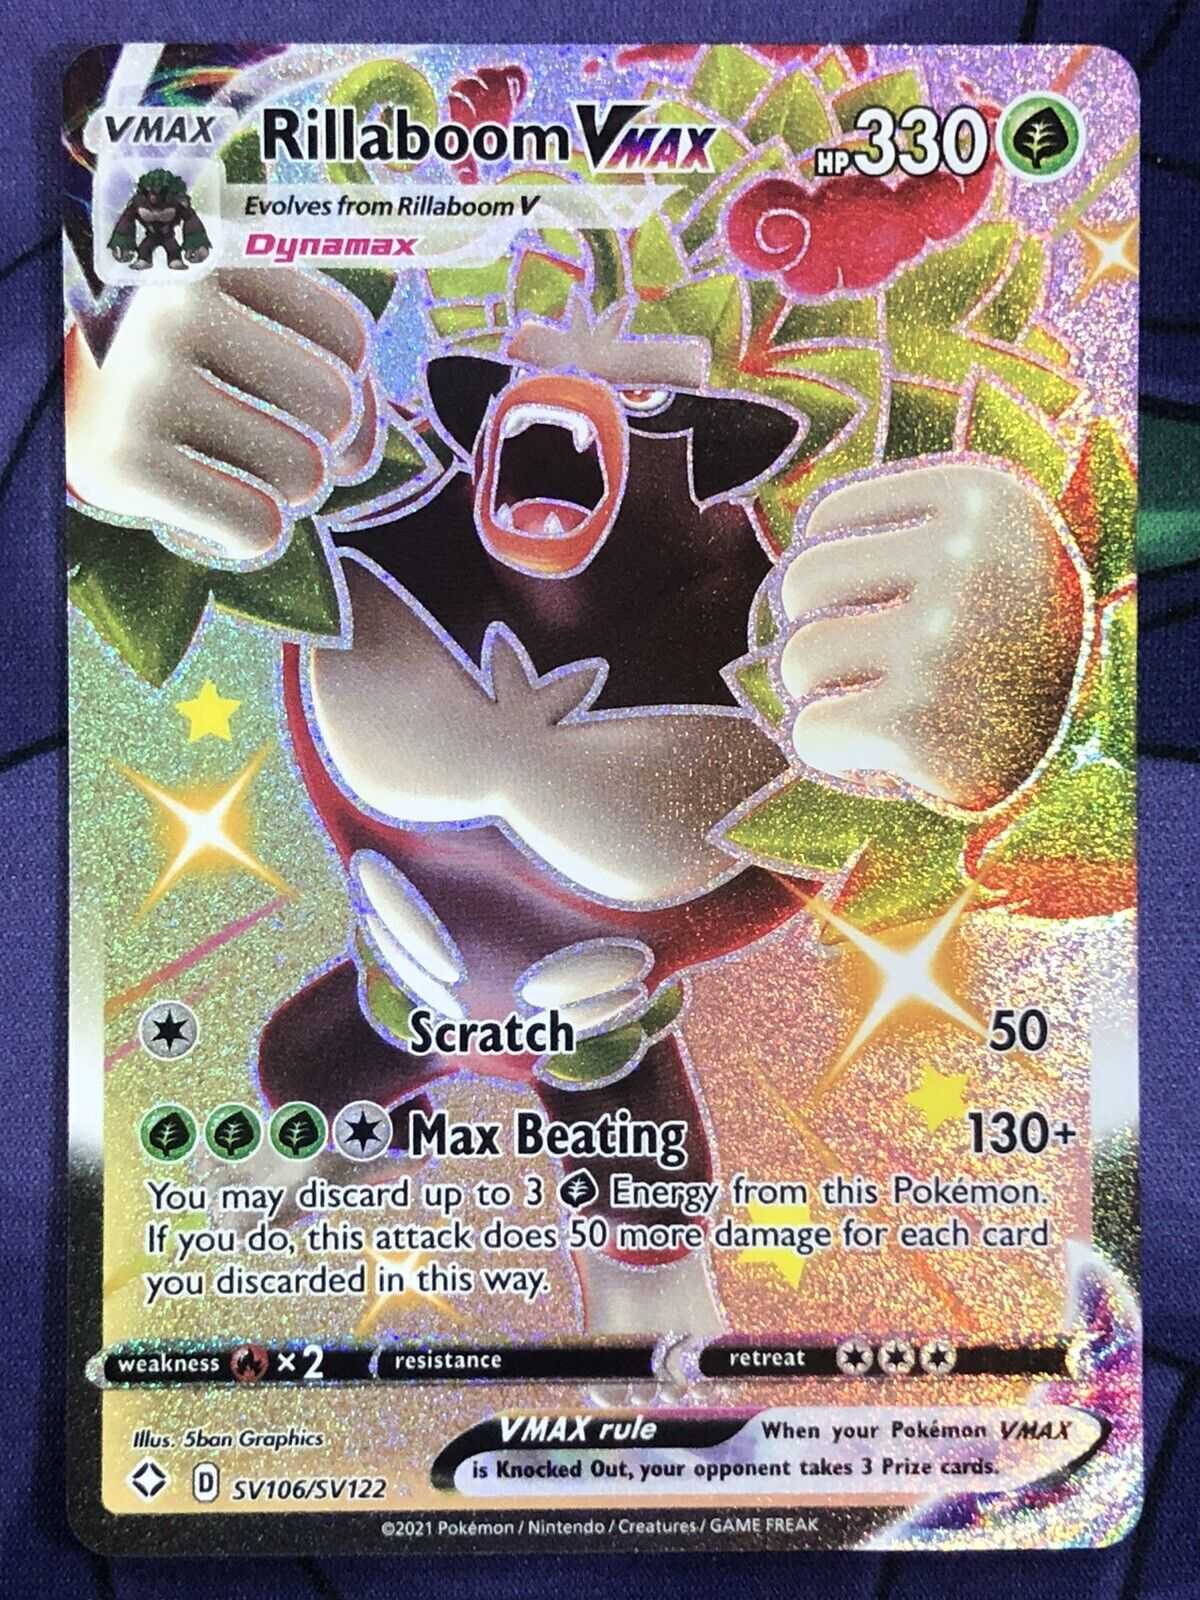 VMAX Rillaboom VMAX HP 330
Evolves from Rillaboom V
Dynamax
Scratch 50
Max Beating 130+
You may discard up to 3 Energy from this Pokémon.
If you do, this attack does 50 more damage for each card
you discarded in this way.
weakness ×2 resistance retreat
Illus. 5ban Graphics
D SV106/SV122
VMAX rule When your Pokémon VMAX
is Knocked Out, your opponent takes 3 Prize cards.
©2021 Pokémon / Nintendo / Creatures / GAME FREAK